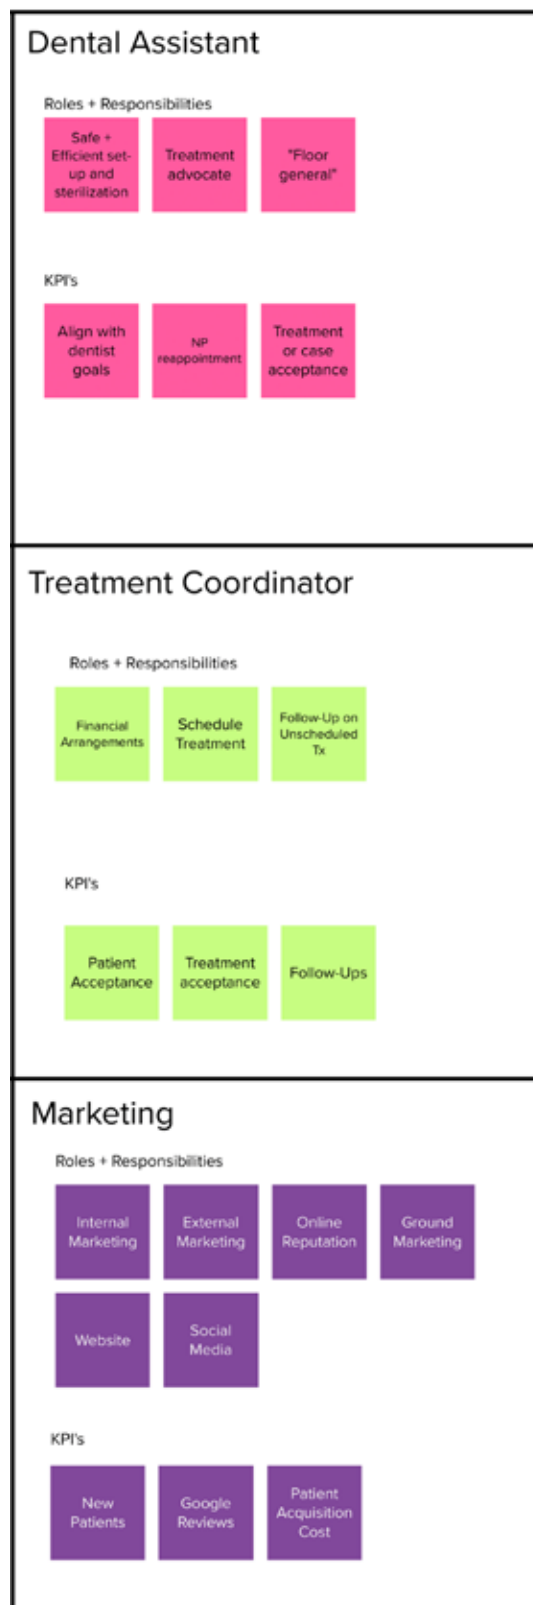 Dental Assistant
Roles + Responsibilities
Safe +
Efficient set-
up and
sterilization
Treatment
advocate
"Floor
general"
KPI's
Align with
dentist
goals
NP
reappointment
Treatment
or case
acceptance
Treatment Coordinator
Roles + Responsibilities
Financial
Arrangements
Schedule
Treatment
Follow-Up on
Unscheduled
Tx
KPI's
Patient
Acceptance
Treatment
acceptance
Follow-Ups
Marketing
Roles + Responsibilities
Internal
Marketing
External
Marketing
Online
Reputation
Ground
Marketing
Website
Social
Media
KPI's
New
Patients
Google
Reviews
Patient
Acquisition
Cost